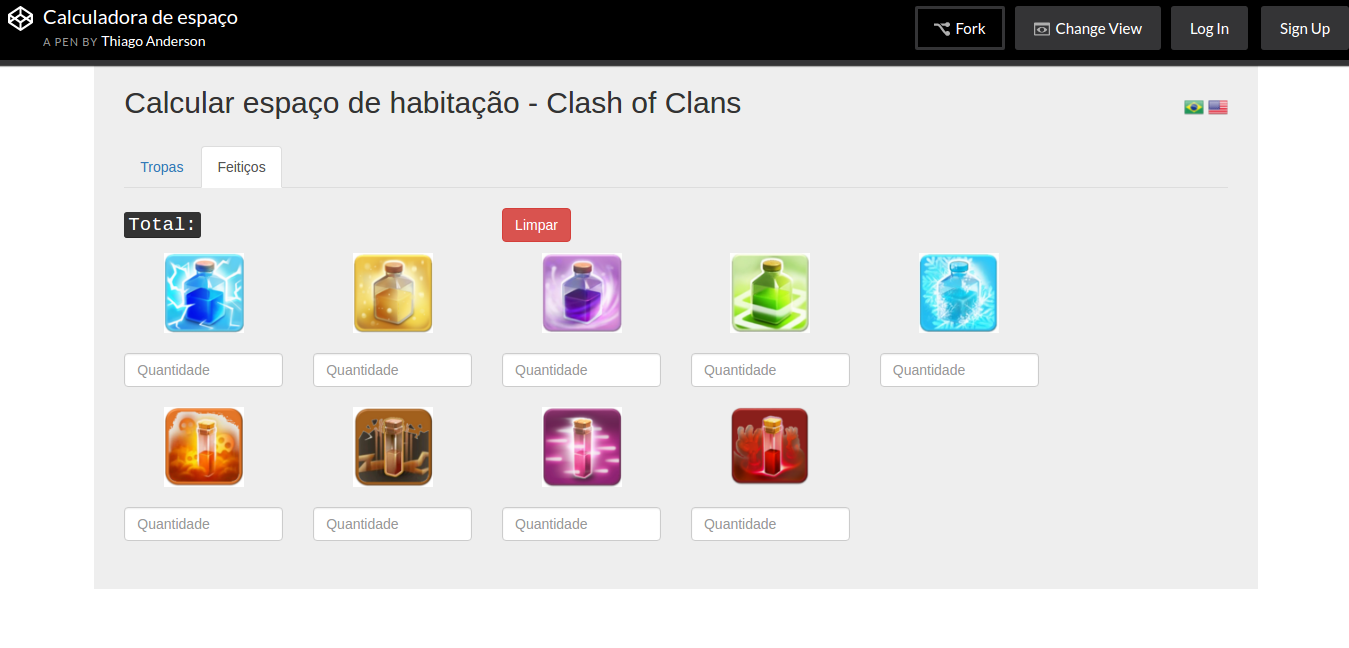 Calculadora de espaço
A PEN BY Thiago Anderson
Fork
Change View
Log In
Sign Up
Calcular espaço de habitação - Clash of Clans
Tropas
Feitiços
Total:
Limpar
Quantidade
Quantidade
Quantidade
Quantidade
Quantidade
Quantidade
Quantidade
Quantidade
Quantidade